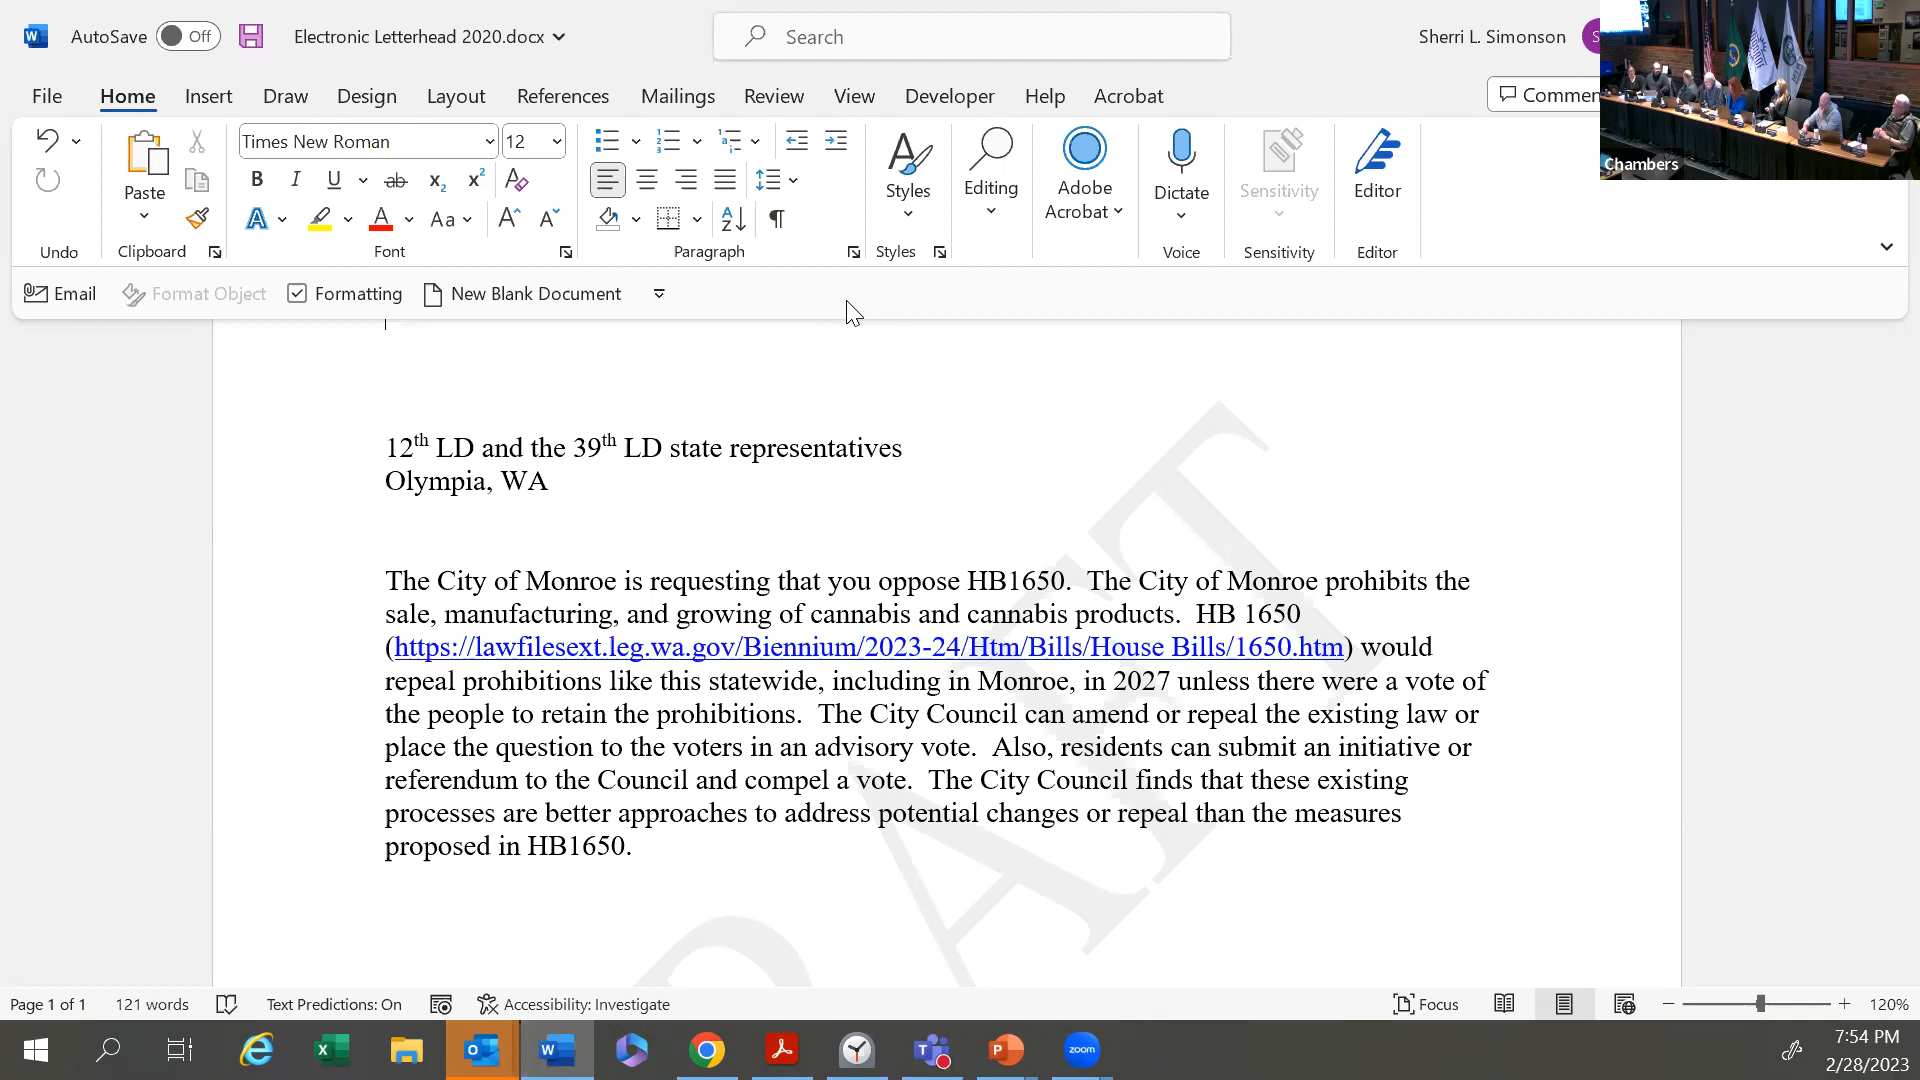 AutoSave Off Electronic Letterhead 2020.docx Search Sherri L. Simonson
File Home Insert Draw Design Layout References Mailings Review View Developer Help Acrobat Commen
Times New Roman 12
Paste Styles Editing Adobe Acrobat Dictate Sensitivity Editor
Undo Clipboard Font Paragraph Styles Voice Sensitivity Editor
Chambers
Email Format Object Formatting New Blank Document
12th LD and the 39th LD state representatives
Olympia, WA
The City of Monroe is requesting that you oppose HB1650. The City of Monroe prohibits the
sale, manufacturing, and growing of cannabis and cannabis products. HB 1650
(https://lawfilesext.leg.wa.gov/Biennium/2023-24/Htm/Bills/House Bills/1650.htm) would
repeal prohibitions like this statewide, including in Monroe, in 2027 unless there were a vote of
the people to retain the prohibitions. The City Council can amend or repeal the existing law or
place the question to the voters in an advisory vote. Also, residents can submit an initiative or
referendum to the Council and compel a vote. The City Council finds that these existing
processes are better approaches to address potential changes or repeal than the measures
proposed in HB1650.
Page 1 of 1 121 words Text Predictions: On Accessibility: Investigate Focus 120%
zoom
7:54 PM
2/28/2023